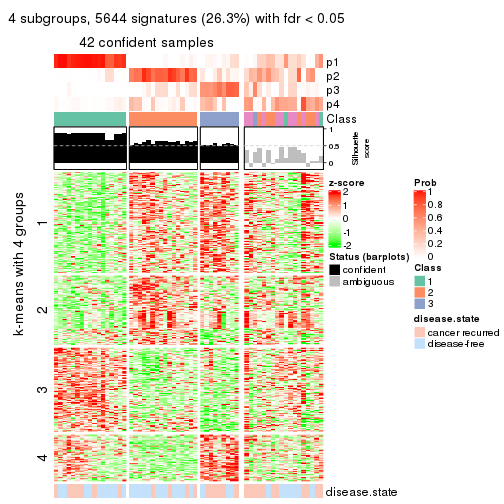 4 subgroups, 5644 signatures (26.3%) with fdr < 0.05
42 confident samples
p1
p2
p3
p4
Class
1
0.5
0
Silhouette
score
k-means with 4 groups
1
2
3
4
z-score
2
1
0
-1
-2
Status (barplots)
confident
ambiguous
Prob
1
0.8
0.6
0.4
0.2
0
Class
1
2
3
disease.state
cancer recurred
disease-free
disease.state